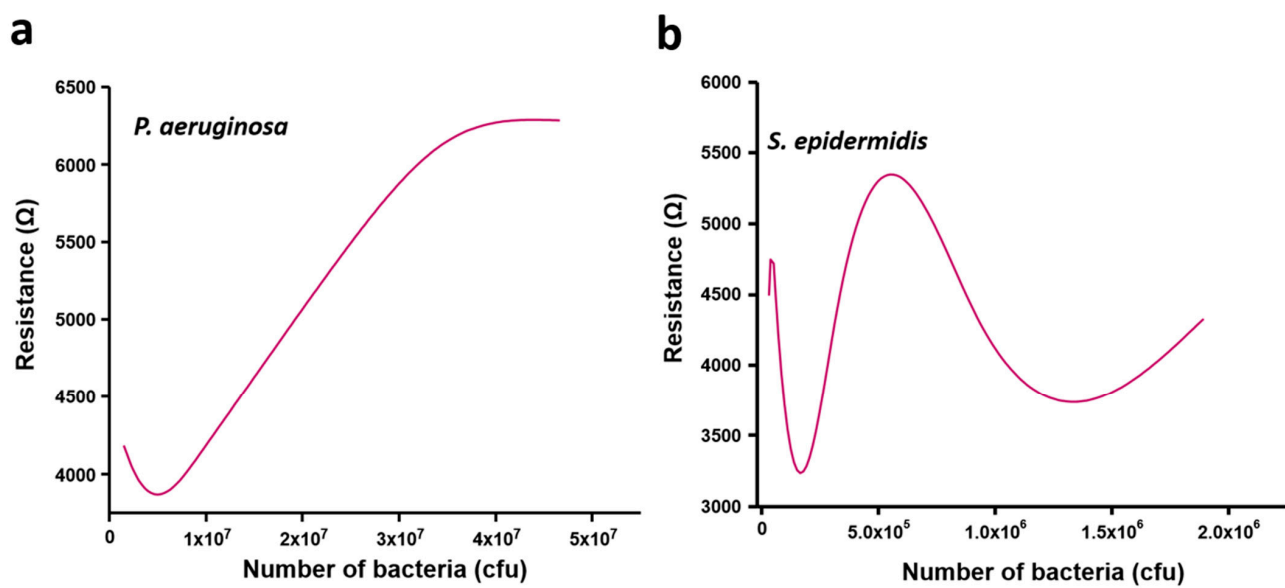 a
P. aeruginosa
Resistance (Ω)
6500
6000
5500
5000
4500
4000
0
1x10⁷
2x10⁷
3x10⁷
4x10⁷
5x10⁷
Number of bacteria (cfu)
b
S. epidermidis
Resistance (Ω)
6000
5500
5000
4500
4000
3500
3000
0
5.0x10⁵
1.0x10⁶
1.5x10⁶
2.0x10⁶
Number of bacteria (cfu)